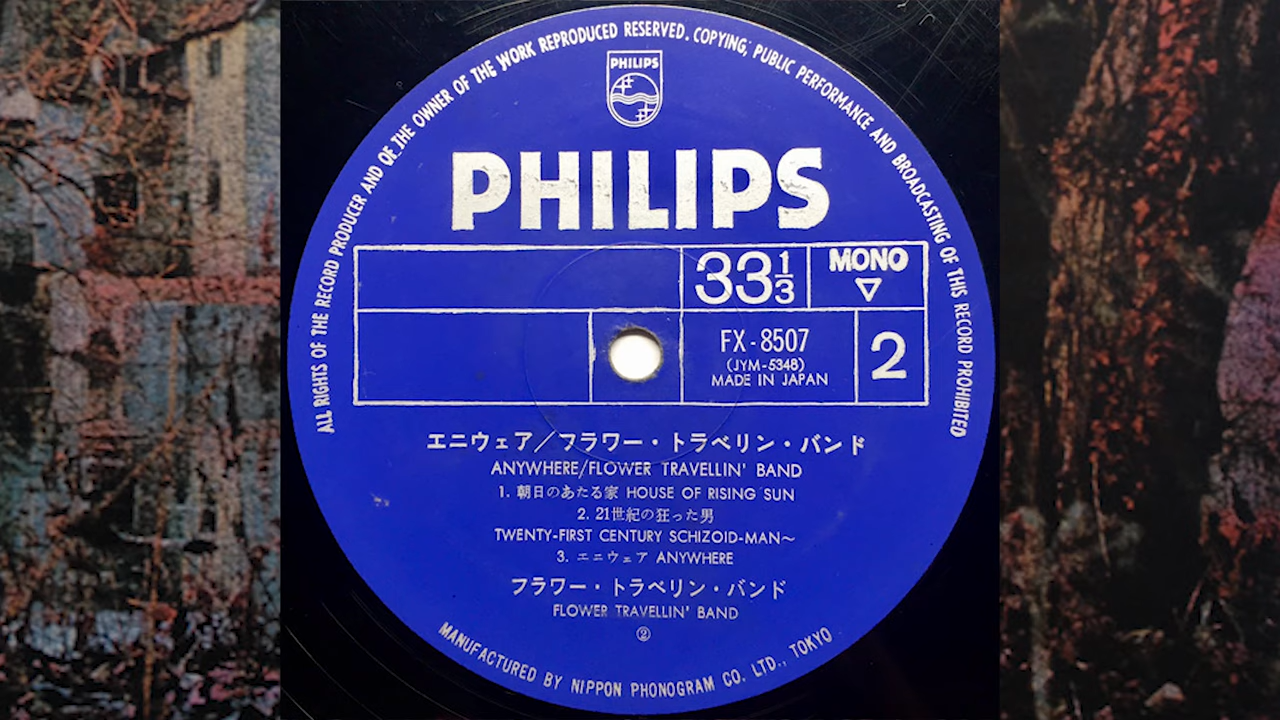 ALL RIGHTS OF THE RECORD PRODUCER AND OF THE OWNER OF THE WORK REPRODUCED RESERVED. COPYING, PUBLIC PERFORMANCE AND BROADCASTING OF THIS RECORD PROHIBITED
PHILIPS
PHILIPS
33 1/3
MONO
▽
FX-8507
(JYM-5348)
MADE IN JAPAN
2
エニウェア/フラワー・トラベリン・バンド
ANYWHERE/FLOWER TRAVELLIN' BAND
1. 朝日のあたる家 HOUSE OF RISING SUN
2. 21世紀の狂った男
TWENTY-FIRST CENTURY SCHIZOID-MAN~
3. エニウェア ANYWHERE
フラワー・トラベリン・バンド
FLOWER TRAVELLIN' BAND
②
MANUFACTURED BY NIPPON PHONOGRAM CO. LTD., TOKYO